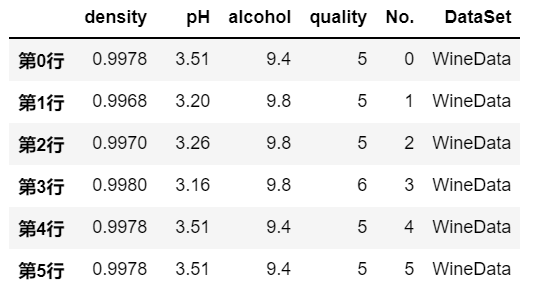 density pH alcohol quality No. DataSet
第0行 0.9978 3.51 9.4 5 0 WineData
第1行 0.9968 3.20 9.8 5 1 WineData
第2行 0.9970 3.26 9.8 5 2 WineData
第3行 0.9980 3.16 9.8 6 3 WineData
第4行 0.9978 3.51 9.4 5 4 WineData
第5行 0.9978 3.51 9.4 5 5 WineData